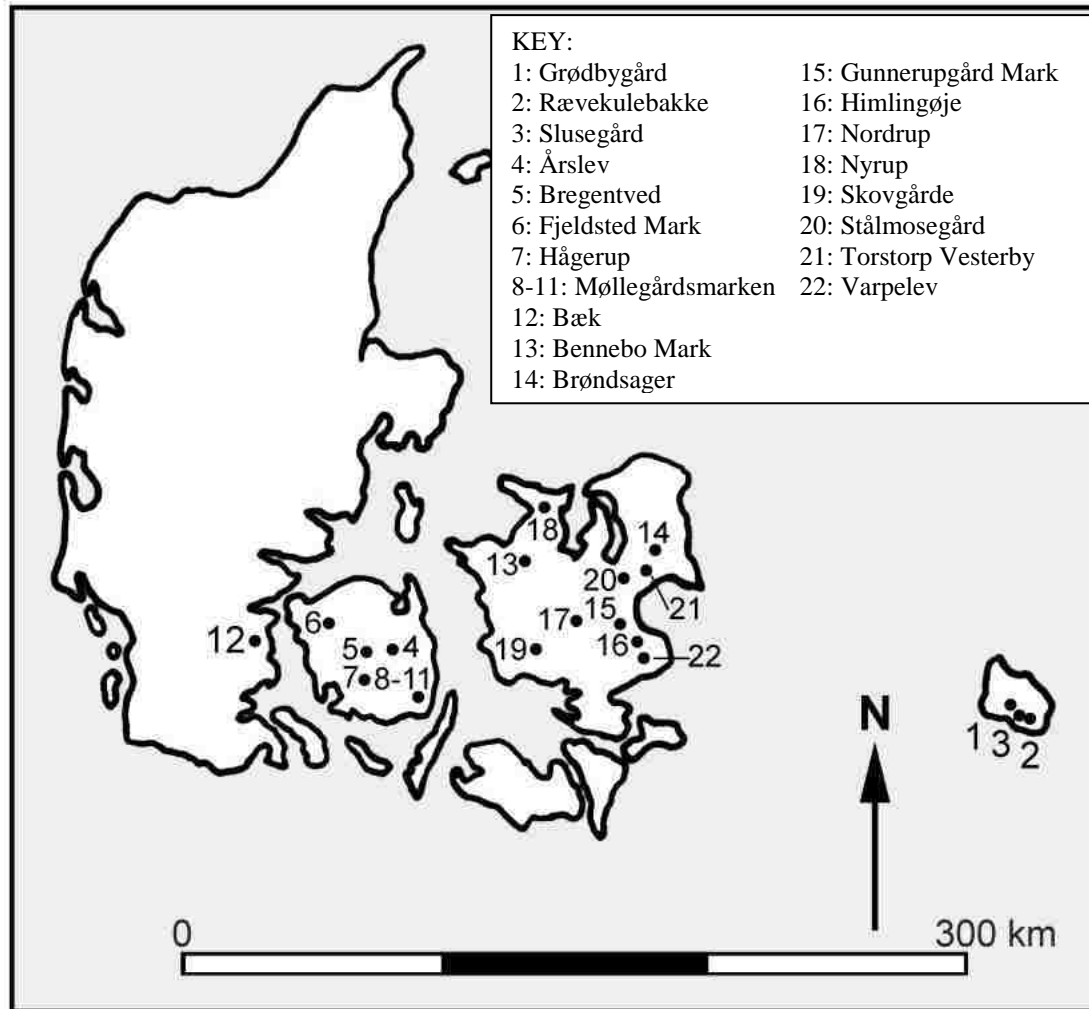 KEY:
1: Grødbygård
2: Rævekulebakke
3: Slusegård
4: Årslev
5: Bregentved
6: Fjeldsted Mark
7: Hågerup
8-11: Møllegårdsmarken
12: Bæk
13: Bennebo Mark
14: Brøndsager
15: Gunnerupgård Mark
16: Himlingøje
17: Nordrup
18: Nyrup
19: Skovgårde
20: Stålmosegård
21: Torstorp Vesterby
22: Varpelev
18
14
13
20
21
6
17
15
12
5
4
19
16
22
7
8-11
N
1
3
2
0
300 km